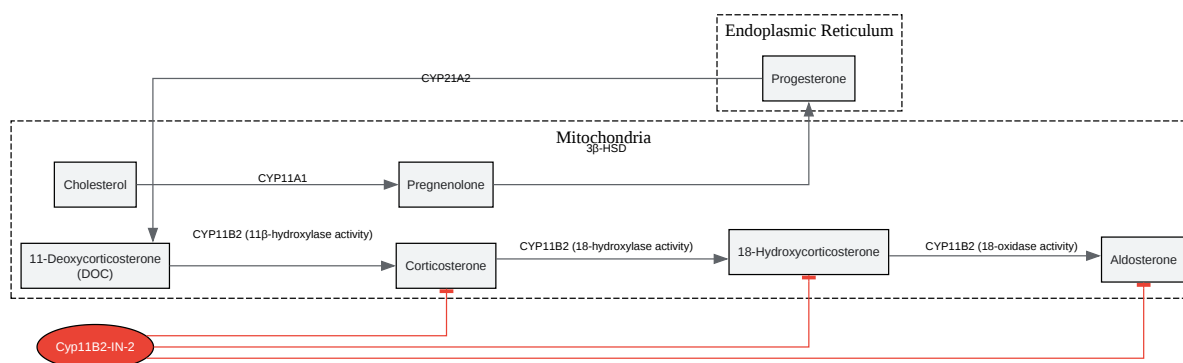 Endoplasmic Reticulum
CYP21A2
Progesterone
Mitochondria
3β-HSD
Cholesterol
CYP11A1
Pregnenolone
11-Deoxycorticosterone
(DOC)
CYP11B2 (11β-hydroxylase activity)
Corticosterone
CYP11B2 (18-hydroxylase activity)
18-Hydroxycorticosterone
CYP11B2 (18-oxidase activity)
Aldosterone
Cyp11B2-IN-2